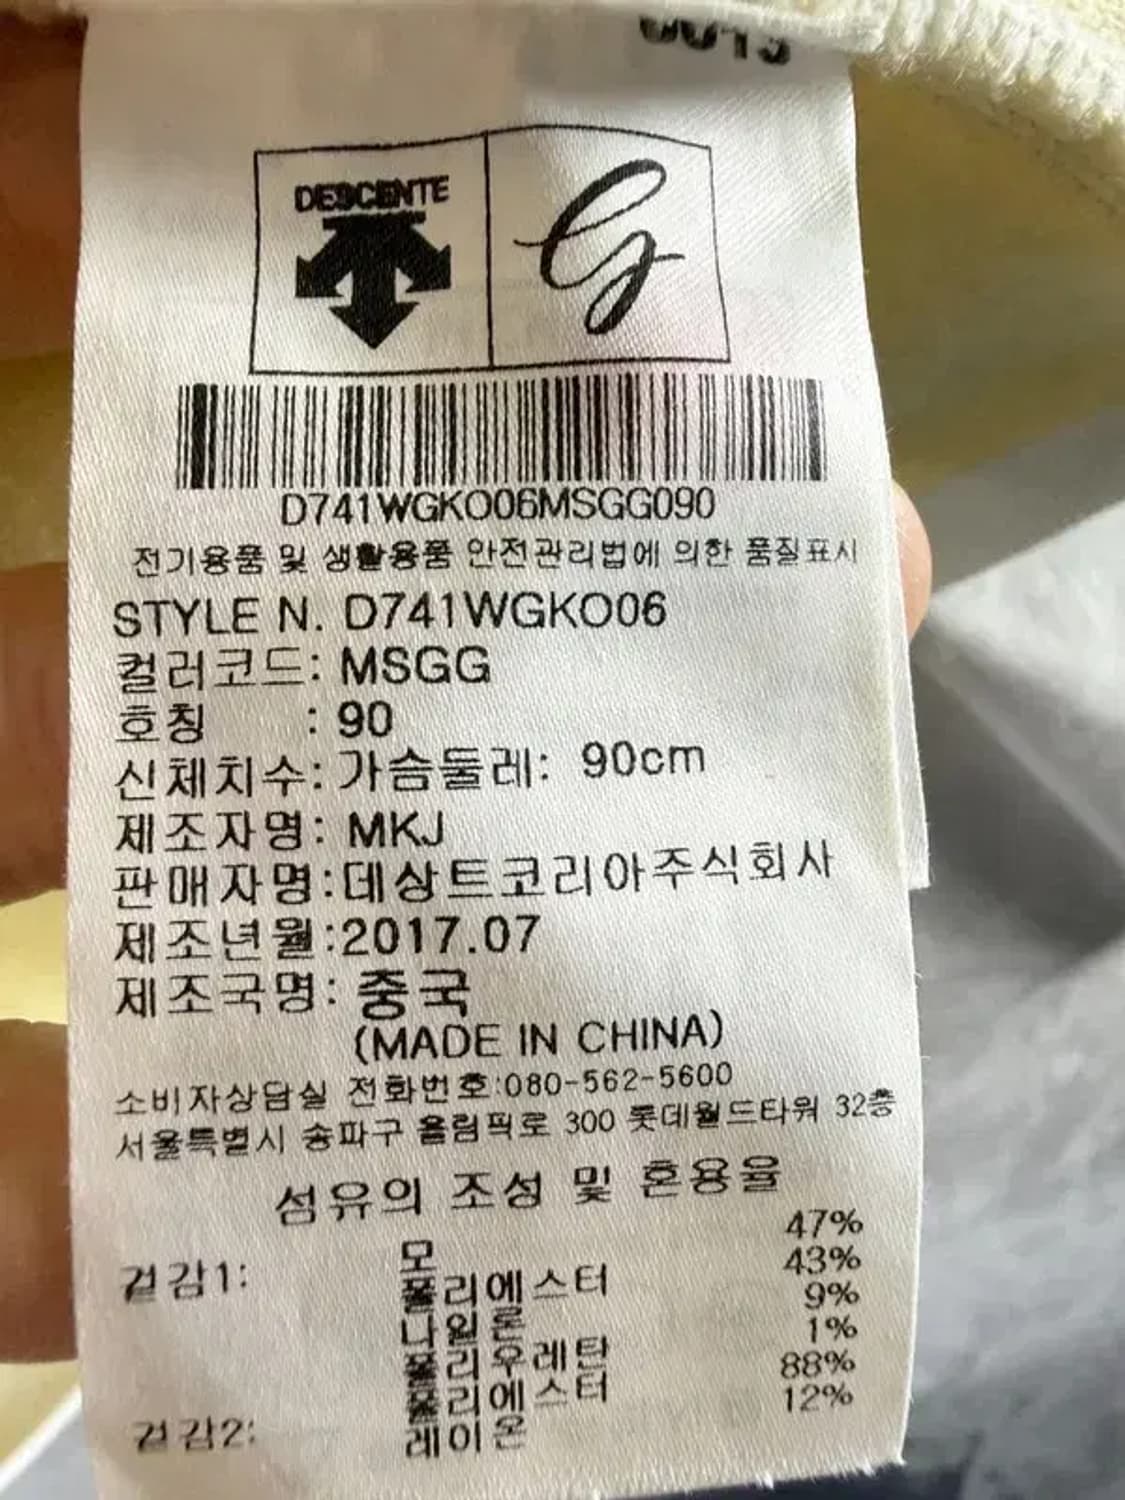 DESCENTE
G
D741WGKO06MSGG090
전기용품 및 생활용품 안전관리법에 의한 품질표시
STYLE N. D741WGKO06
컬러코드: MSGG
호칭 : 90
신체치수: 가슴둘레: 90cm
제조자명: MKJ
판매자명:데상트코리아주식회사
제조년월:2017.07
제조국명: 중국
(MADE IN CHINA)
소비자상담실 전화번호:080-562-5600
서울특별시 송파구 올림픽로 300 롯데월드타워 32층
섬유의 조성 및 혼용율
겉감1: 모 47%
폴리에스터 43%
나일론 9%
폴리우레탄 1%
폴리에스터 88%
겉감2: 레이온 12%